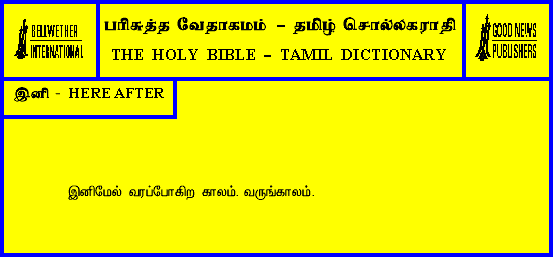 BELLWETHER
INTERNATIONAL
பரிசுத்த வேதாகமம் – தமிழ் சொல்லகராதி
THE HOLY BIBLE – TAMIL DICTIONARY
GOOD NEWS
PUBLISHERS
இனி - HERE AFTER
இனிமேல் வரப்போகிற காலம். வருங்காலம்.